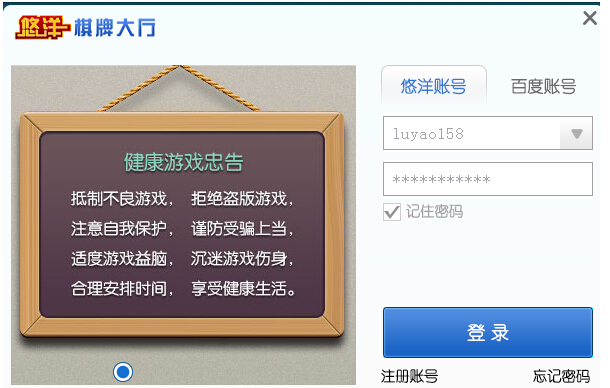 悠洋棋牌大厅
健康游戏忠告
抵制不良游戏， 拒绝盗版游戏，
注意自我保护， 谨防受骗上当，
适度游戏益脑， 沉迷游戏伤身，
合理安排时间， 享受健康生活。
悠洋账号 百度账号
luyao158
***********
记住密码
登录
注册账号 忘记密码